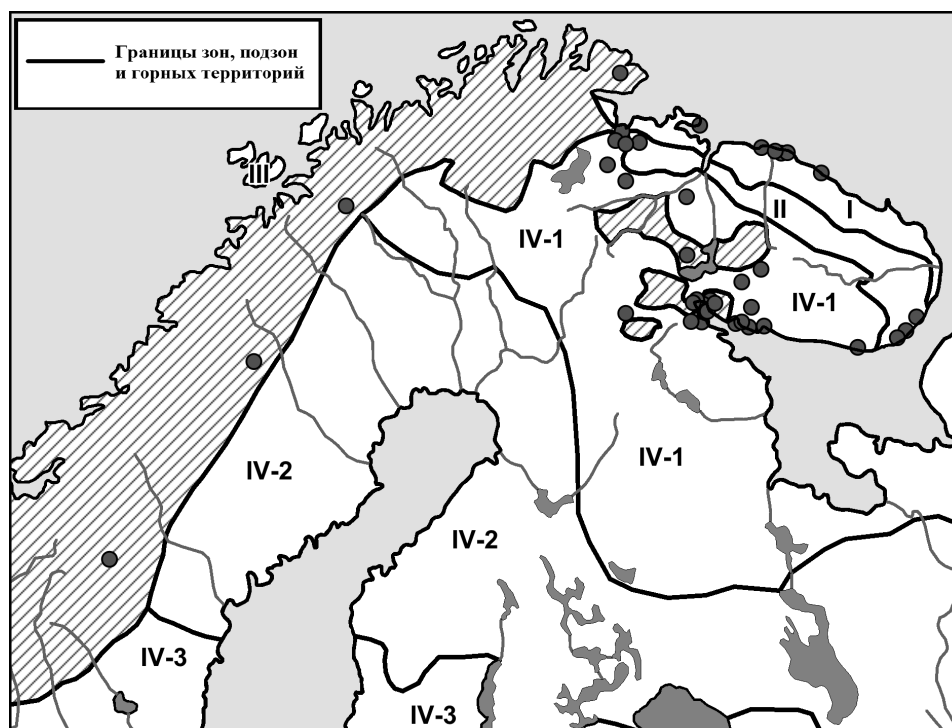 Границы зон, подзон
и горных территорий
III
I
II
IV-1
IV-1
IV-2
IV-1
IV-2
IV-3
IV-3